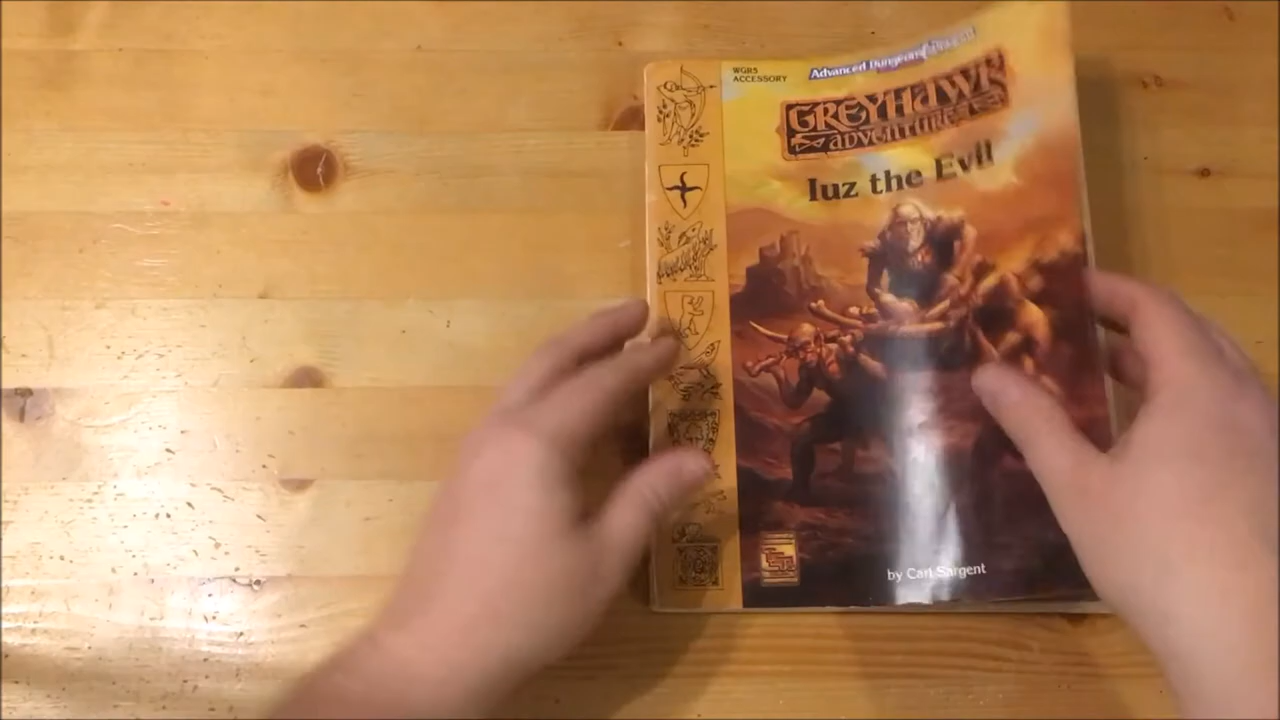 WGR5
ACCESSORY
Advanced Dungeons & Dragons
GREYHAWK
ADVENTURES
Iuz the Evil
by Carl Sargent